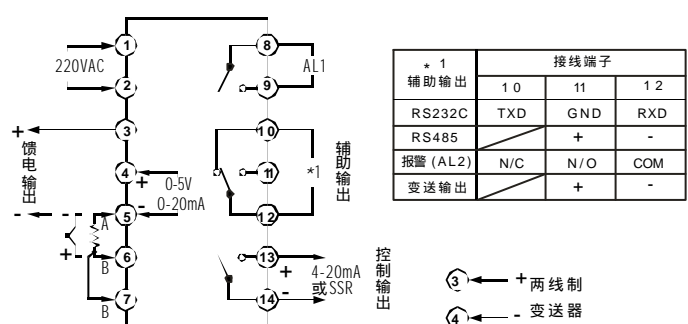 1
220VAC
2
3
+
馈电输出
-
4
+
0-5V
0-20mA
-
5
-
A
+
6
B
7
B
8
AL1
9
10
11
*1
12
辅助输出
13
+
4-20mA
或SSR
-
14
控制输出
* 1
辅助输出
接线端子
10 11 12
RS232C TXD GND RXD
RS485 + -
报警(AL2) N/C N/O COM
变送输出 + -
3 + 两线制
4 - 变送器